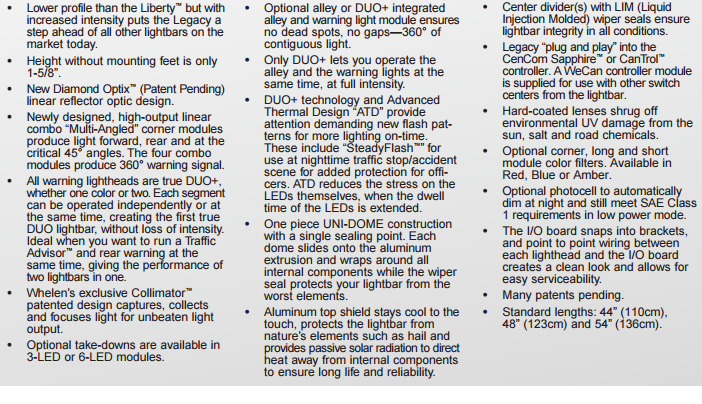 • Lower profile than the Liberty™ but with
increased intensity puts the Legacy a
step ahead of all other lightbars on the
market today.
• Height without mounting feet is only
1-5/8”.
• New Diamond Optix™ (Patent Pending)
linear reflector optic design.
• Newly designed, high-output linear
combo “Multi-Angled” corner modules
produce light forward, rear and at the
critical 45° angles. The four combo
modules produce 360° warning signal.
• All warning lightheads are true DUO+,
whether one color or two. Each segment
can be operated independently or at
the same time, creating the first true
DUO lightbar, without loss of intensity.
Ideal when you want to run a Traffic
Advisor™ and rear warning at the
same time, giving the performance of
two lightbars in one.
• Whelen’s exclusive Collimator™
patented design captures, collects
and focuses light for unbeaten light
output.
• Optional take-downs are available in
3-LED or 6-LED modules.
• Optional alley or DUO+ integrated
alley and warning light module ensures
no dead spots, no gaps—360° of
contiguous light.
• Only DUO+ lets you operate the
alley and the warning lights at the
same time, at full intensity.
• DUO+ technology and Advanced
Thermal Design “ATD” provide
attention demanding new flash pat-
terns for more lighting on-time.
These include “SteadyFlash™” for
use at nighttime traffic stop/accident
scene for added protection for offi-
cers. ATD reduces the stress on the
LEDs themselves, when the dwell
time of the LEDs is extended.
• One piece UNI-DOME construction
with a single sealing point. Each
dome slides onto the aluminum
extrusion and wraps around all
internal components while the wiper
seal protects your lightbar from the
worst elements.
• Aluminum top shield stays cool to the
touch, protects the lightbar from
nature’s elements such as hail and
provides passive solar radiation to direct
heat away from internal components
to ensure long life and reliability.
• Center divider(s) with LIM (Liquid
Injection Molded) wiper seals ensure
lightbar integrity in all conditions.
• Legacy “plug and play” into the
CenCom Sapphire™ or CanTrol™
controller. A WeCan controller module
is supplied for use with other switch
centers from the lightbar.
• Hard-coated lenses shrug off
environmental UV damage from the
sun, salt and road chemicals.
• Optional corner, long and short
module color filters. Available in
Red, Blue or Amber.
• Optional photocell to automatically
dim at night and still meet SAE Class
1 requirements in low power mode.
• The I/O board snaps into brackets,
and point to point wiring between
each lighthead and the I/O board
creates a clean look and allows for
easy serviceability.
• Many patents pending.
• Standard lengths: 44” (110cm),
48” (123cm) and 54” (136cm).